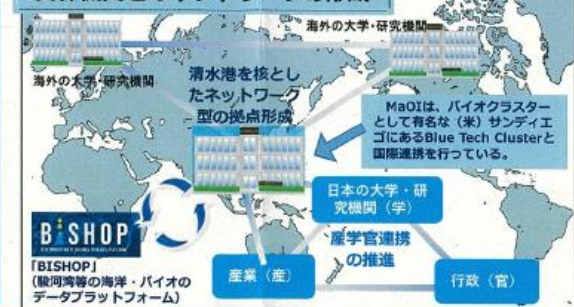 海外の大学・研究機関
海外の大学・研究機関
清水港を核とし
たネットワーク
型の拠点形成
MaOIは、バイオクラスター
として有名な（米）サンディエ
ゴにあるBlue Tech Clusterと
国際連携を行っている。
日本の大学・研
究機関（学）
産学官連携
の推進
産業（産）
行政（官）
BISHOP
「BISHOP」
（駿河湾等の海洋・バイオの
データプラットフォーム）